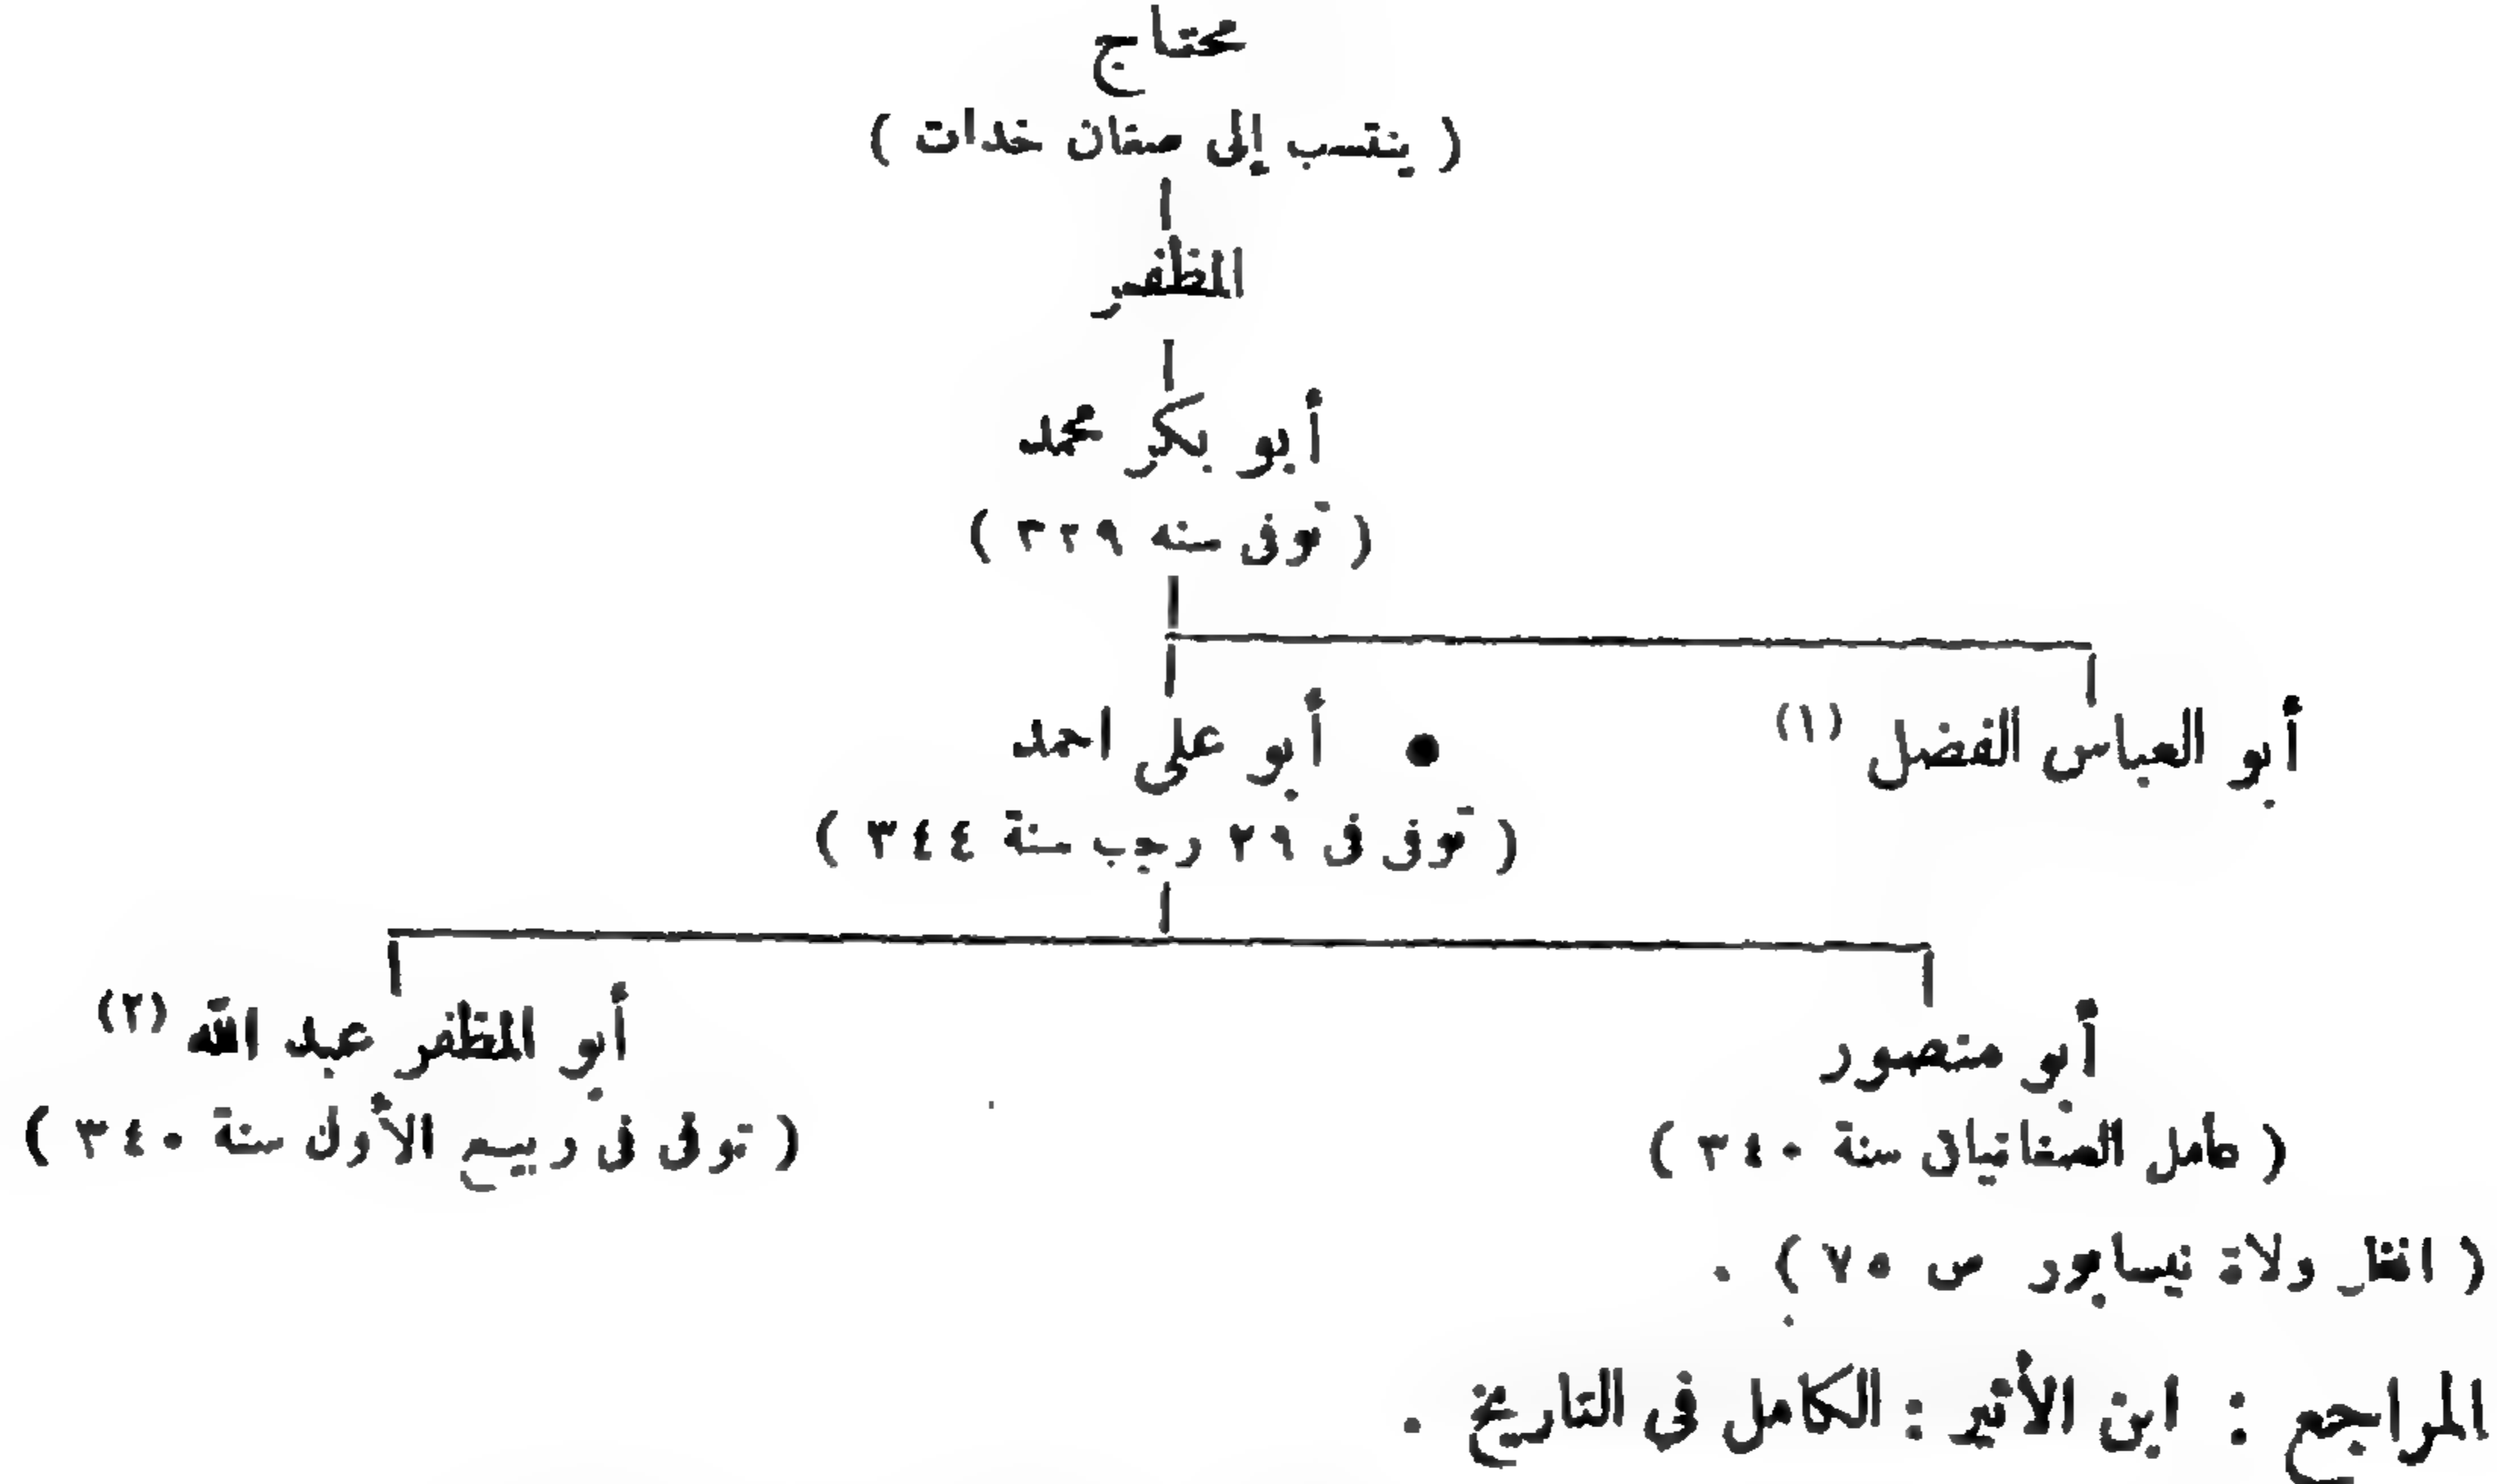 محتاج
( ينتسب إلى صغان خدات )
المظفر
أبو بكر محمد
( توفى سنه ٣٢٩ )
أبو العباس الفضل (١)
● أبو على احمد
( توفى فى ٢٩ رجب سنة ٣٤٤ )
أبو منصور
( عامل الصغانيان سنة ٣٤٠ )
أبو المظفر عبد الله (٢)
( توفى فى ربيع الأول سنة ٣٤٠ )
( انظر ولاة نيسابور ص ٧٥ ) .
المراجع : ابن الأثير : الكامل فى التاريخ .